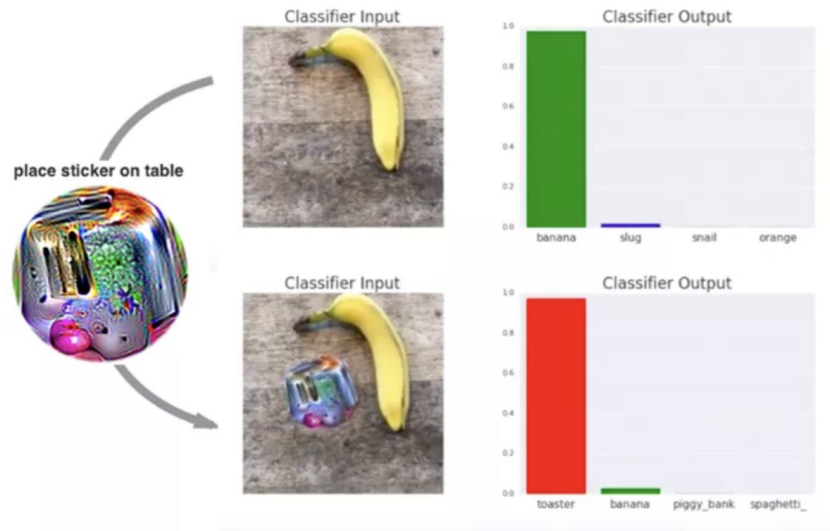 Classifier Input
Classifier Output
1.0
0.8
0.6
0.4
0.2
0.0
banana slug snail orange
place sticker on table
Classifier Input
Classifier Output
1.0
0.8
0.6
0.4
0.2
0.0
toaster banana piggy_bank spaghetti_